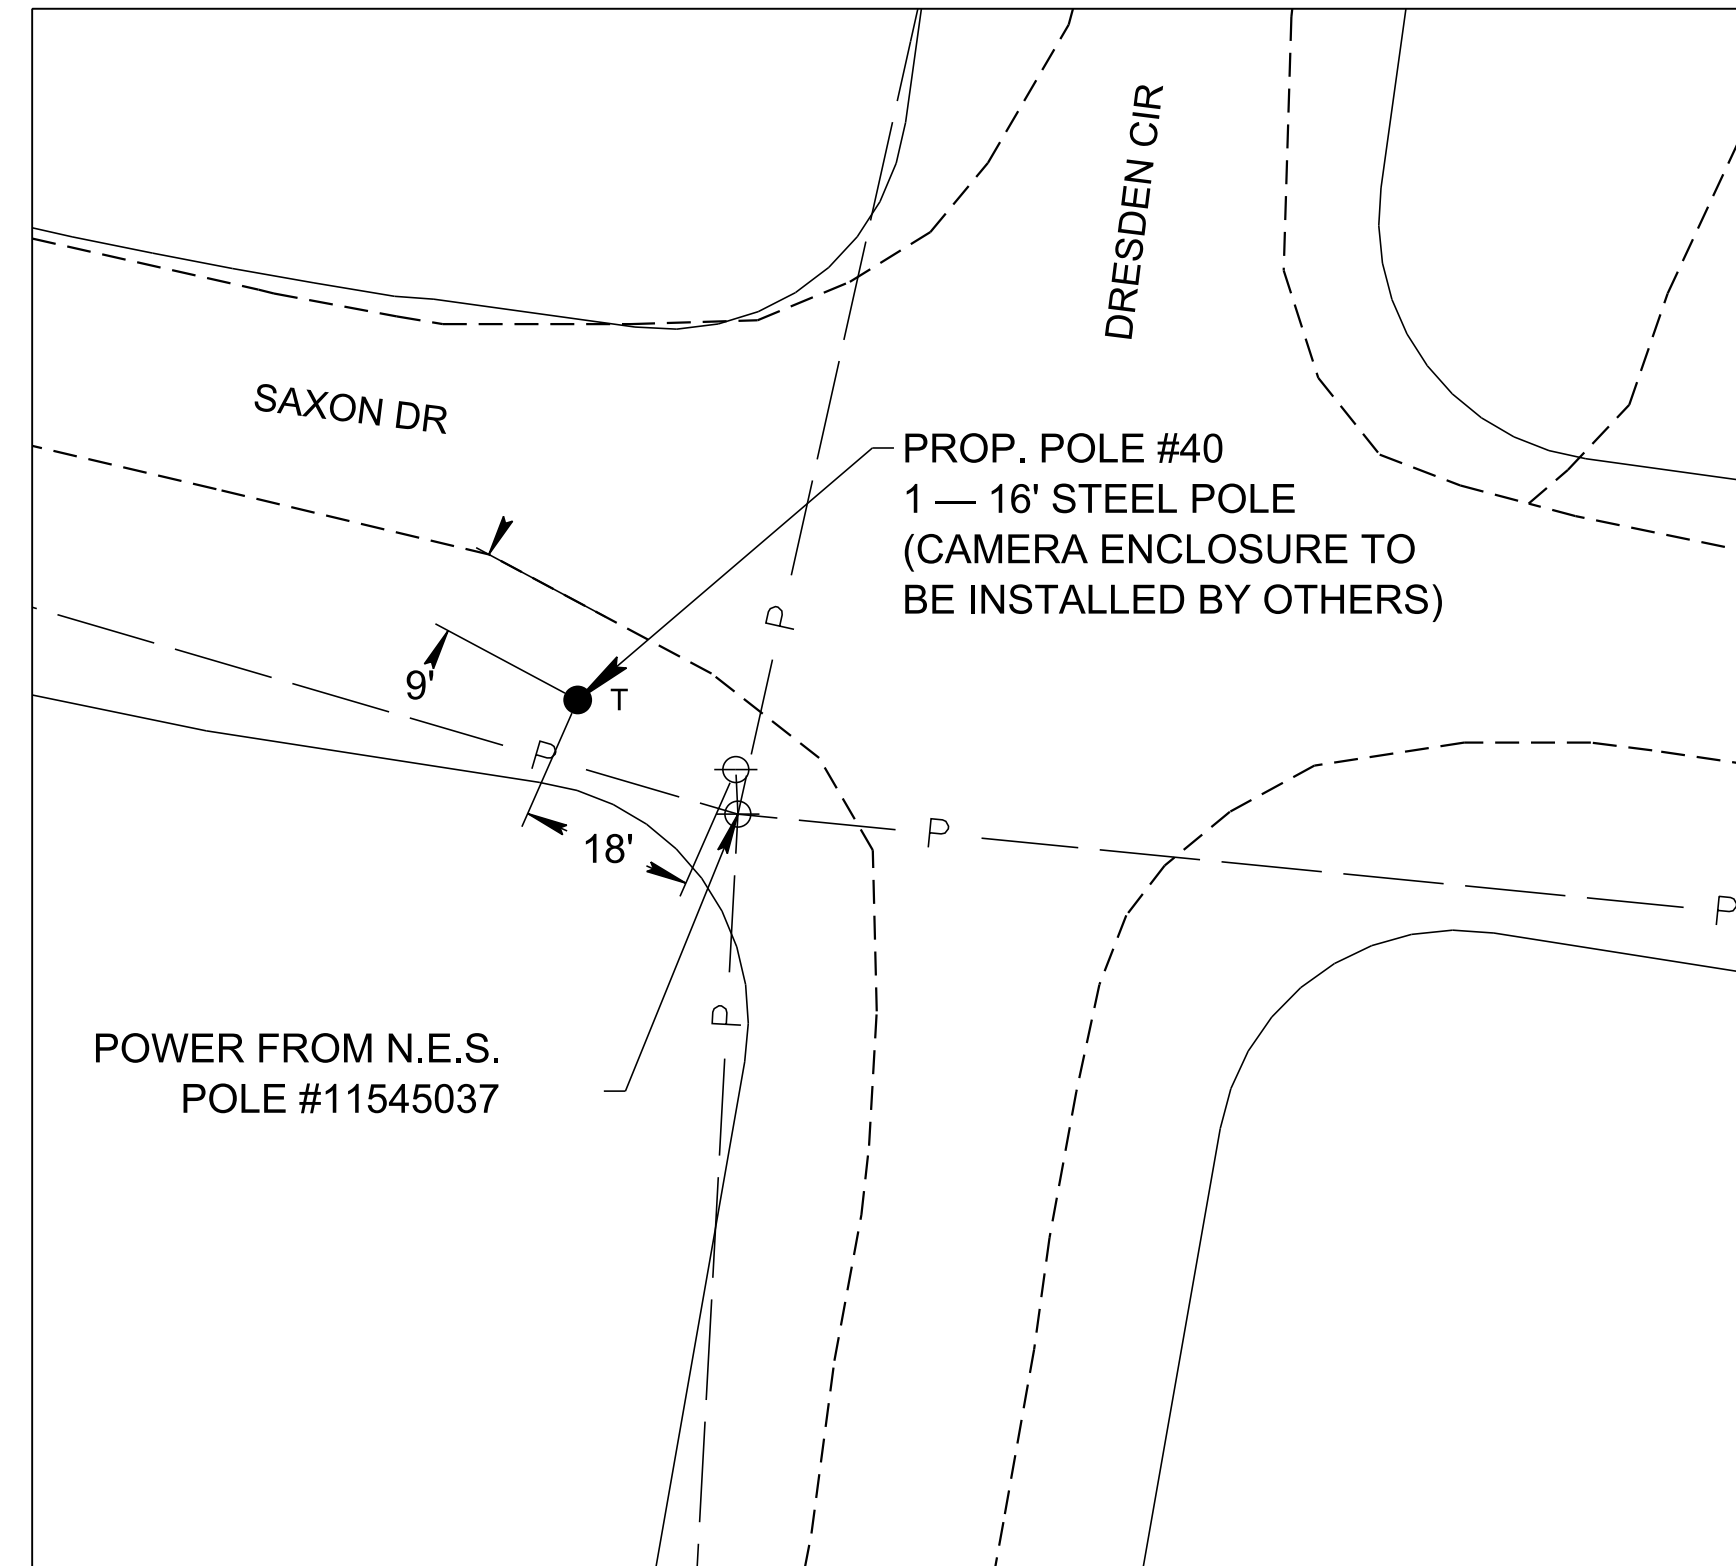 DRESDEN CIR
SAXON DR
PROP. POLE #40
1 — 16' STEEL POLE
(CAMERA ENCLOSURE TO
BE INSTALLED BY OTHERS)
P
9'
T
P
18'
P
P
P
POWER FROM N.E.S.
POLE #11545037